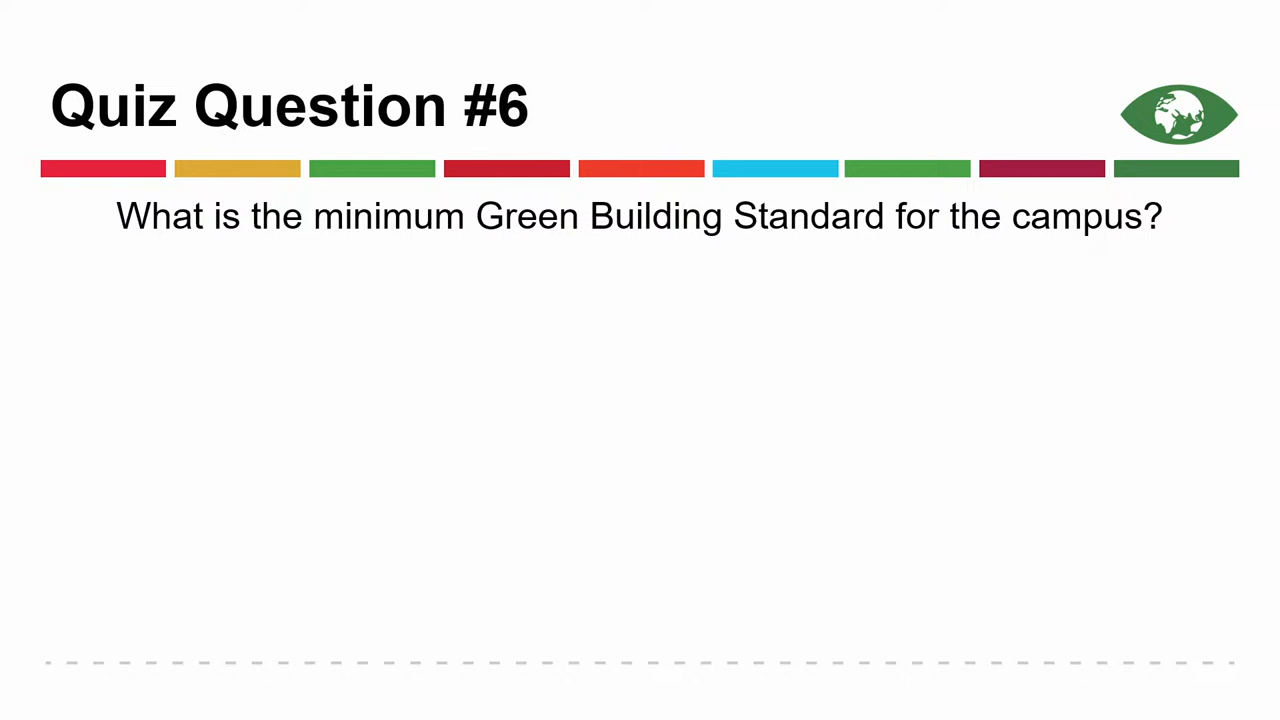 Quiz Question #6
What is the minimum Green Building Standard for the campus?